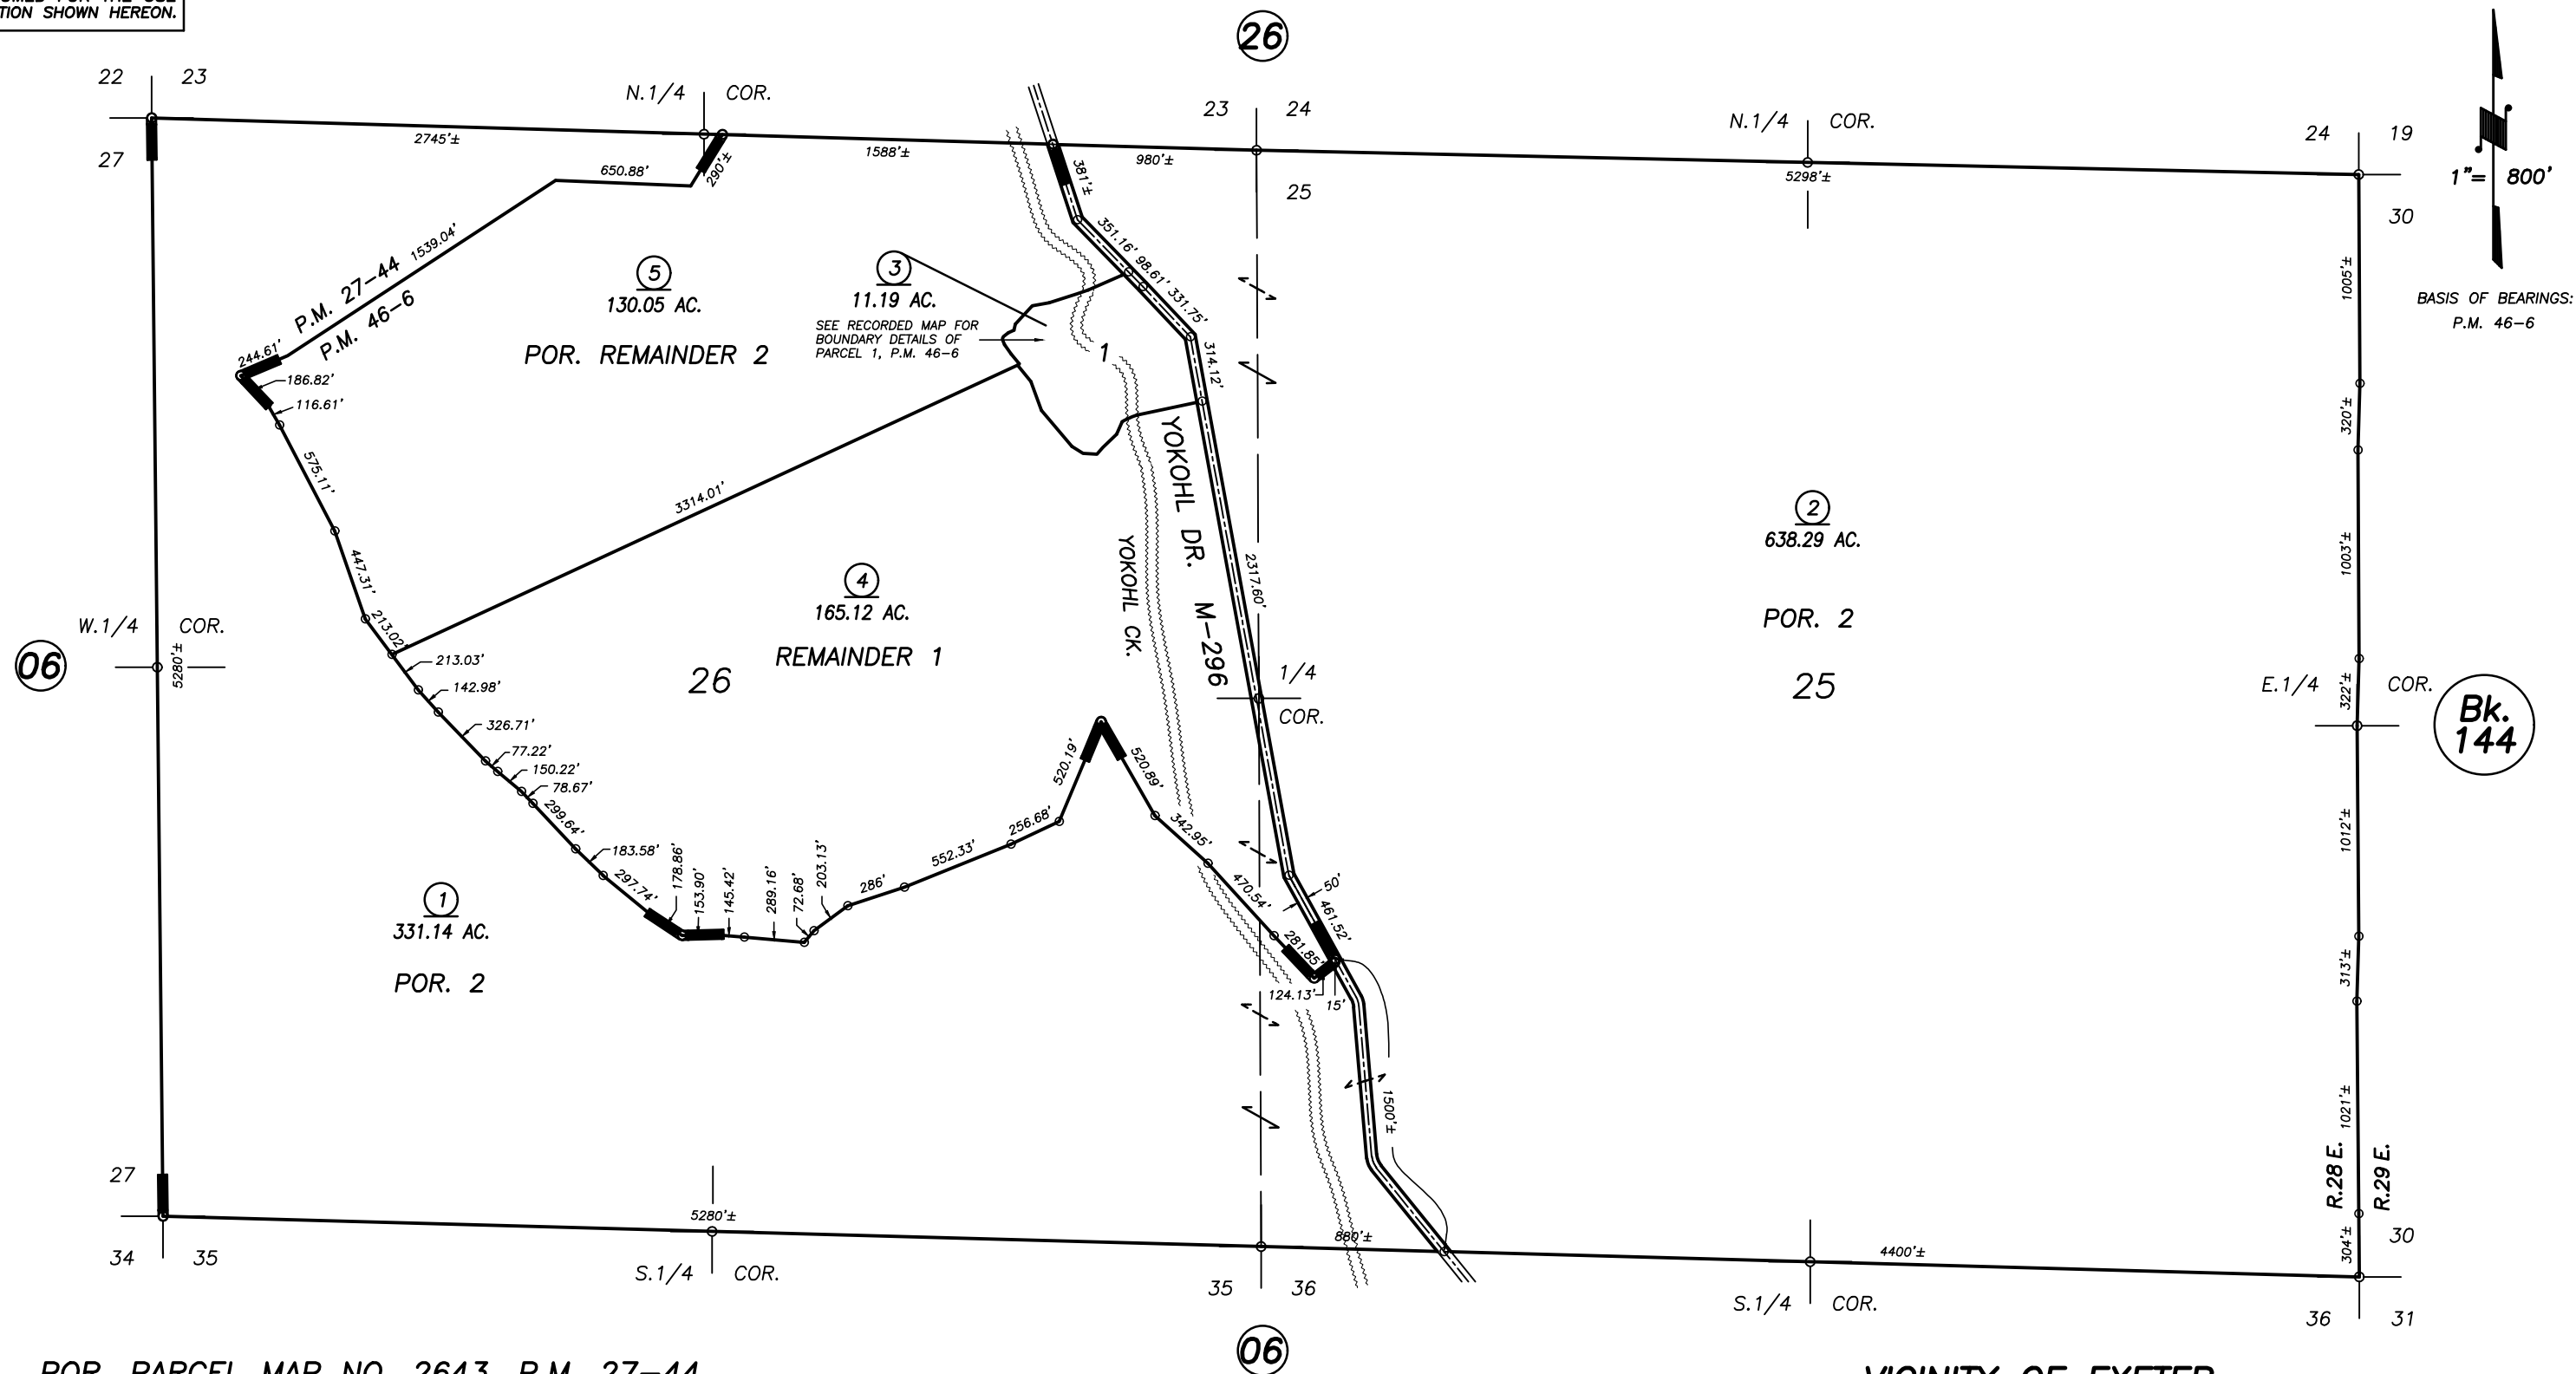 TION SHOWN HEREON.
26
22 23
N.1/4 COR.
23 24
N.1/4 COR.
24 19
27
2745'±
1588'±
980'±
5298'±
25
30
1"= 800'
BASIS OF BEARINGS:
P.M. 46-6
650.88'
290'±
381'±
351.16'
98.61'
331.75'
314.12'
1539.04'
P.M. 27-44
P.M. 46-6
244.61'
186.82'
116.61'
575.11'
447.31'
213.02'
5
130.05 AC.
POR. REMAINDER 2
3
11.19 AC.
SEE RECORDED MAP FOR
BOUNDARY DETAILS OF
PARCEL 1, P.M. 46-6
1
3314.01'
YOKOHL DR. M-296
YOKOHL CK.
2317.60'
4
165.12 AC.
REMAINDER 1
26
2
638.29 AC.
POR. 2
25
1005'±
320'±
1003'±
322'±
1012'±
313'±
1021'±
304'±
06
W.1/4 COR.
5280'±
1/4
COR.
E.1/4 COR.
Bk.
144
213.03'
142.98'
326.71'
77.22'
150.22'
78.67'
299.64'
183.58'
297.74'
178.86'
153.90'
145.42'
289.16'
72.68'
203.13'
286'
552.33'
256.68'
520.19'
520.89'
342.95'
470.54'
281.85'
124.13'
15'
50'
461.52'
1500'±
1
331.14 AC.
POR. 2
R.28 E.
R.29 E.
27
30
5280'±
880'±
4400'±
34 35
S.1/4 COR.
35 36
S.1/4 COR.
36 31
06
POR. PARCEL MAP NO. 2643, P.M. 27-44
VICINITY OF EXETER